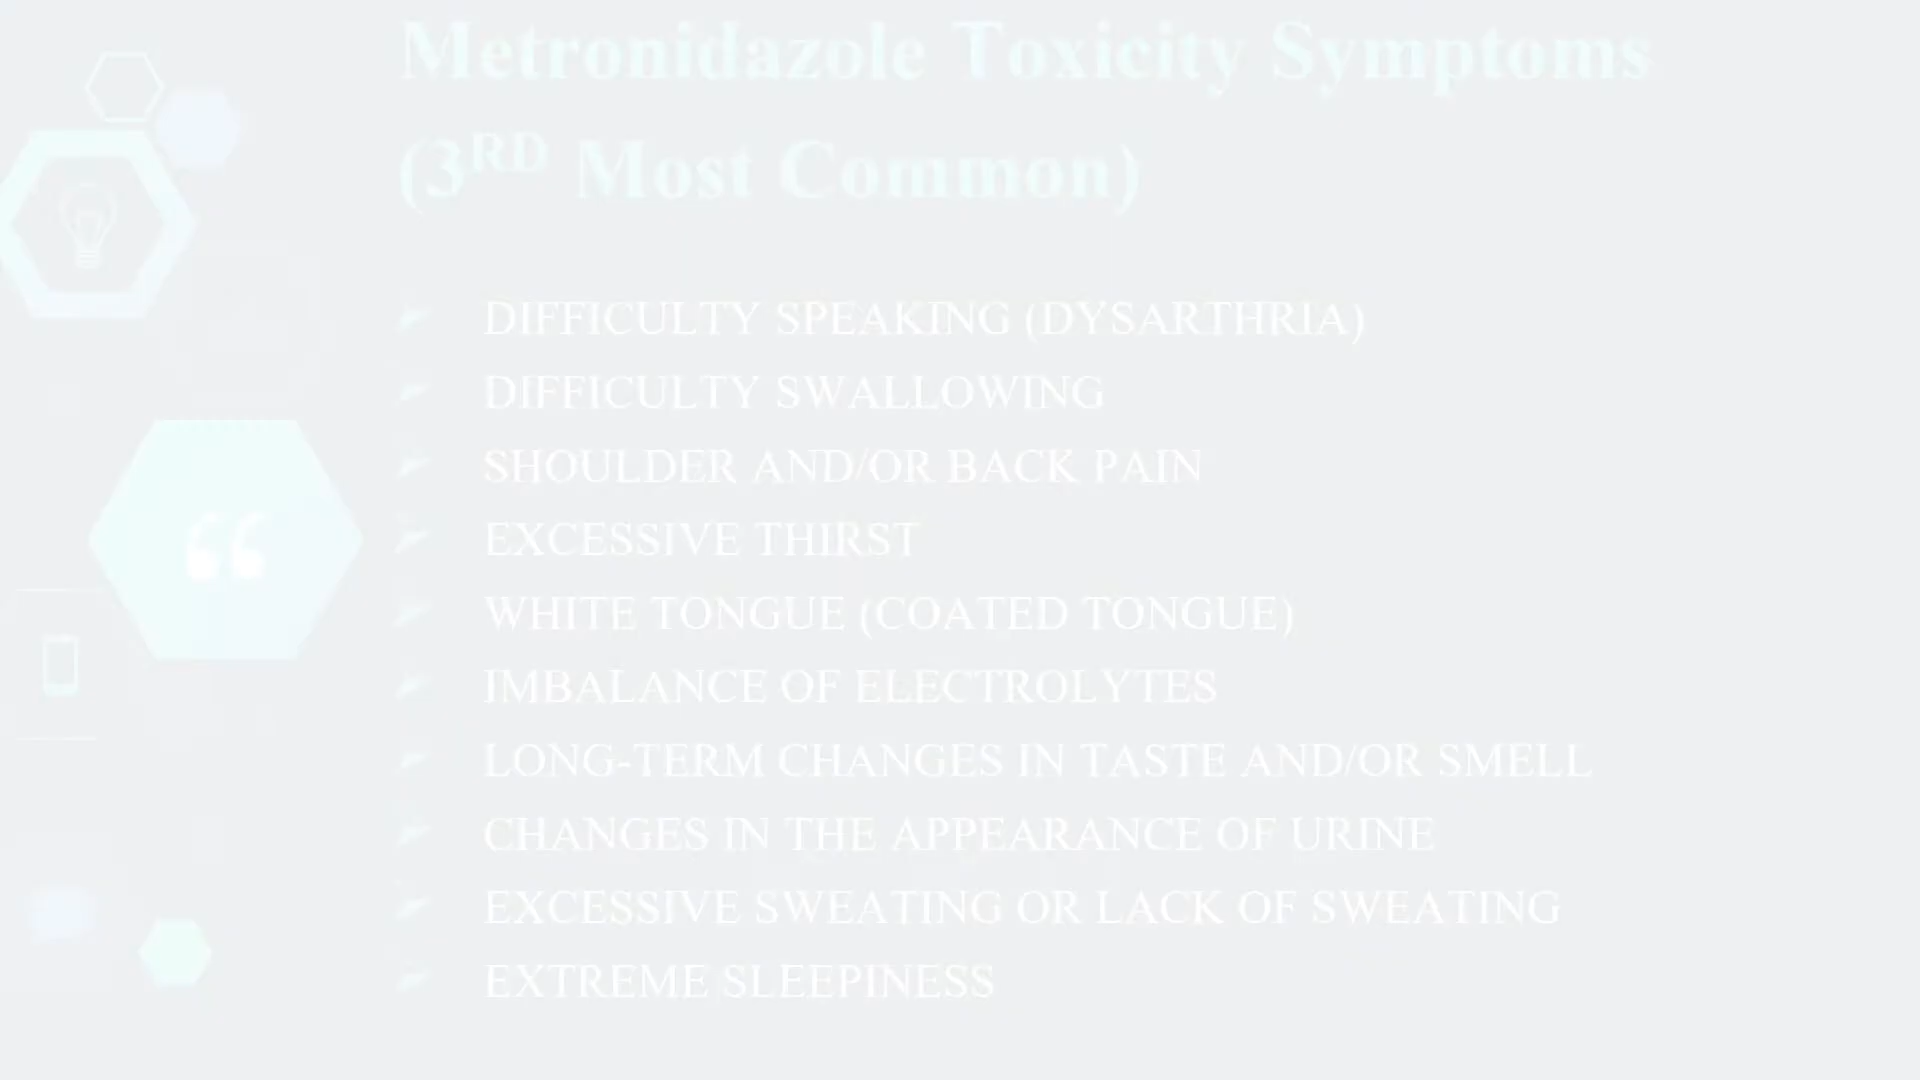 Metronidazole Toxicity Symptoms
(3RD Most Common)
DIFFICULTY SPEAKING (DYSARTHRIA)
DIFFICULTY SWALLOWING
SHOULDER AND/OR BACK PAIN
EXCESSIVE THIRST
WHITE TONGUE (COATED TONGUE)
IMBALANCE OF ELECTROLYTES
LONG-TERM CHANGES IN TASTE AND/OR SMELL
CHANGES IN THE APPEARANCE OF URINE
EXCESSIVE SWEATING OR LACK OF SWEATING
EXTREME SLEEPINESS